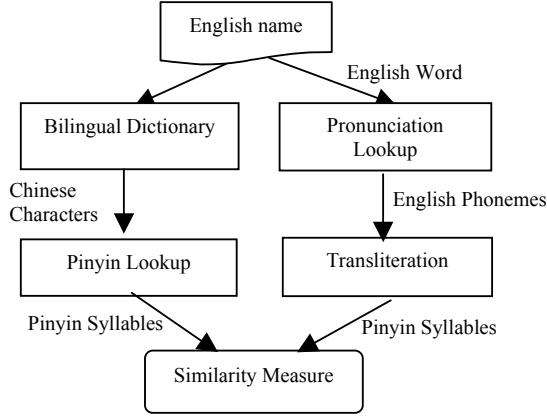 English name
English Word
Bilingual Dictionary
Pronunciation
Lookup
Chinese
Characters
English Phonemes
Pinyin Lookup
Transliteration
Pinyin Syllables
Pinyin Syllables
Similarity Measure